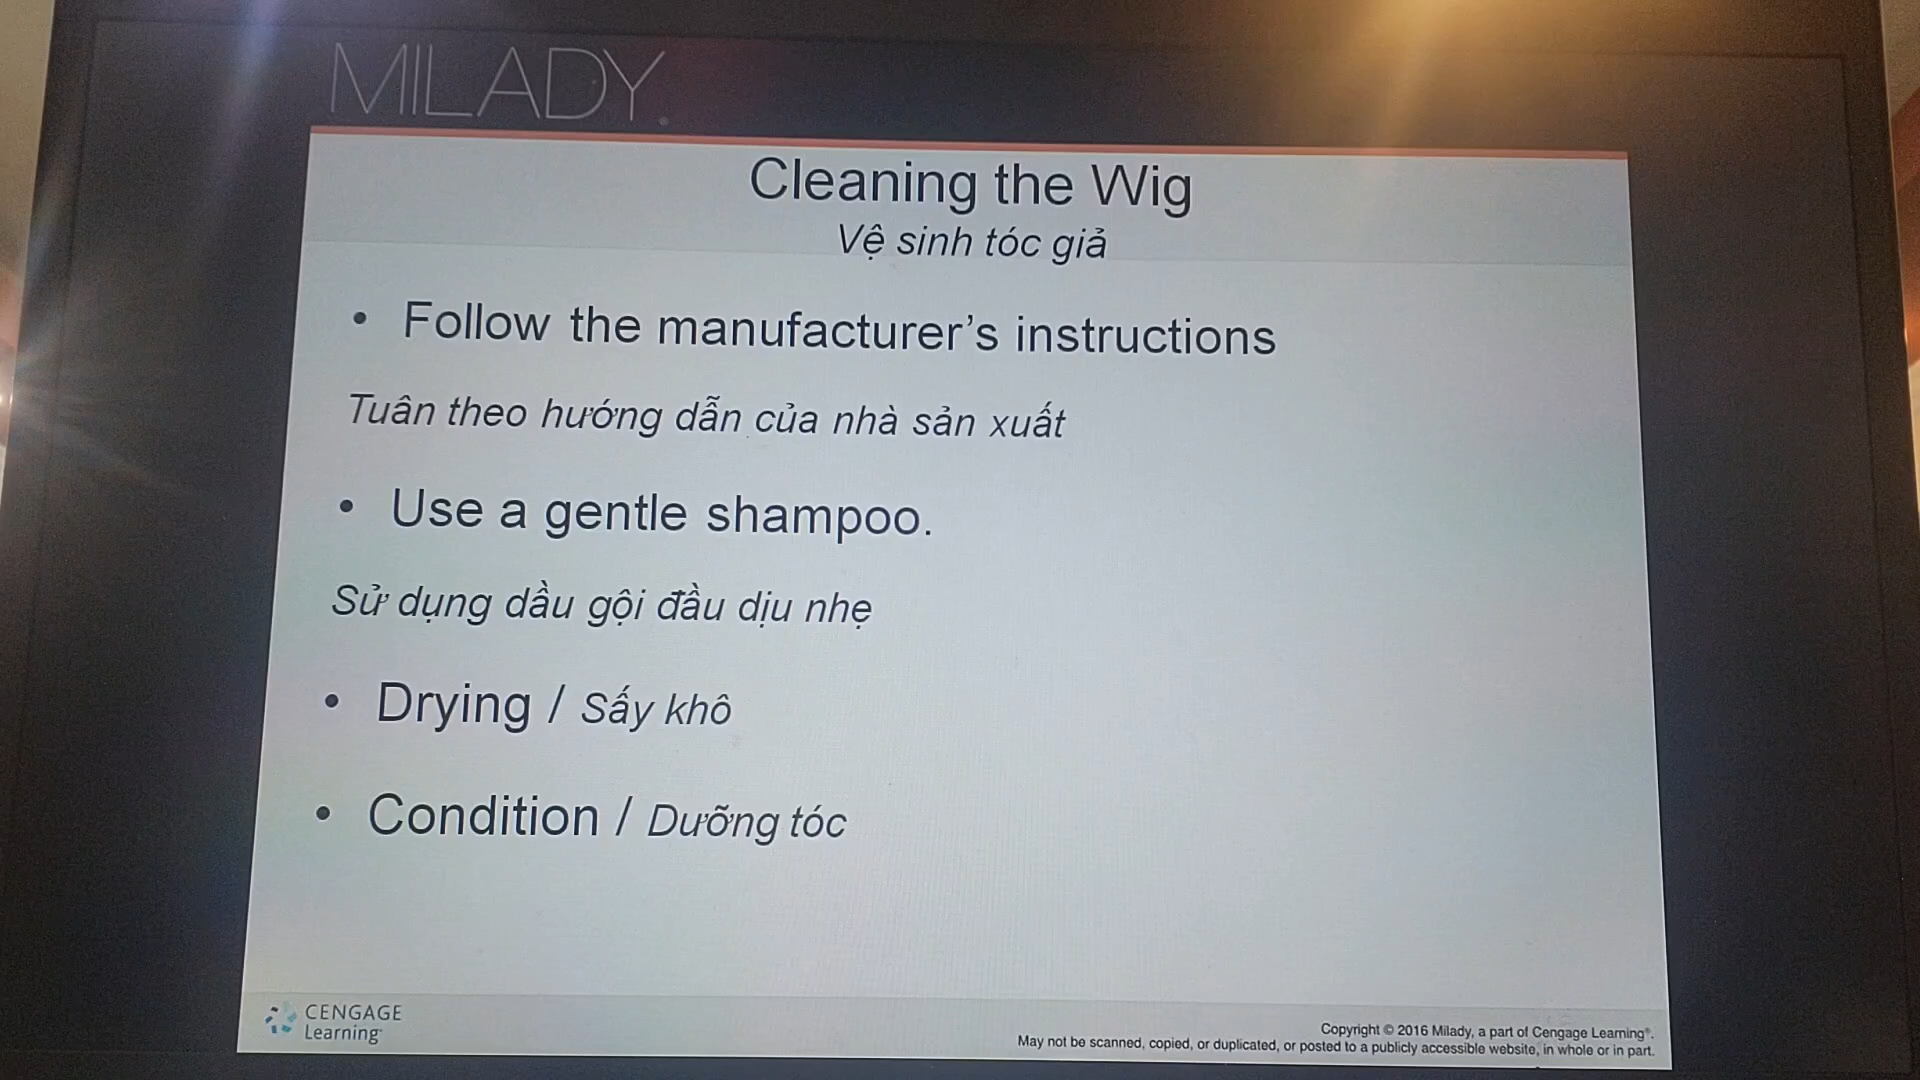 MILADY.
Cleaning the Wig
Vệ sinh tóc giả
• Follow the manufacturer’s instructions
Tuân theo hướng dẫn của nhà sản xuất
• Use a gentle shampoo.
Sử dụng dầu gội đầu dịu nhẹ
• Drying / Sấy khô
• Condition / Dưỡng tóc
CENGAGE
Learning™
Copyright © 2016 Milady, a part of Cengage Learning®.
May not be scanned, copied, or duplicated, or posted to a publicly accessible website, in whole or in part.